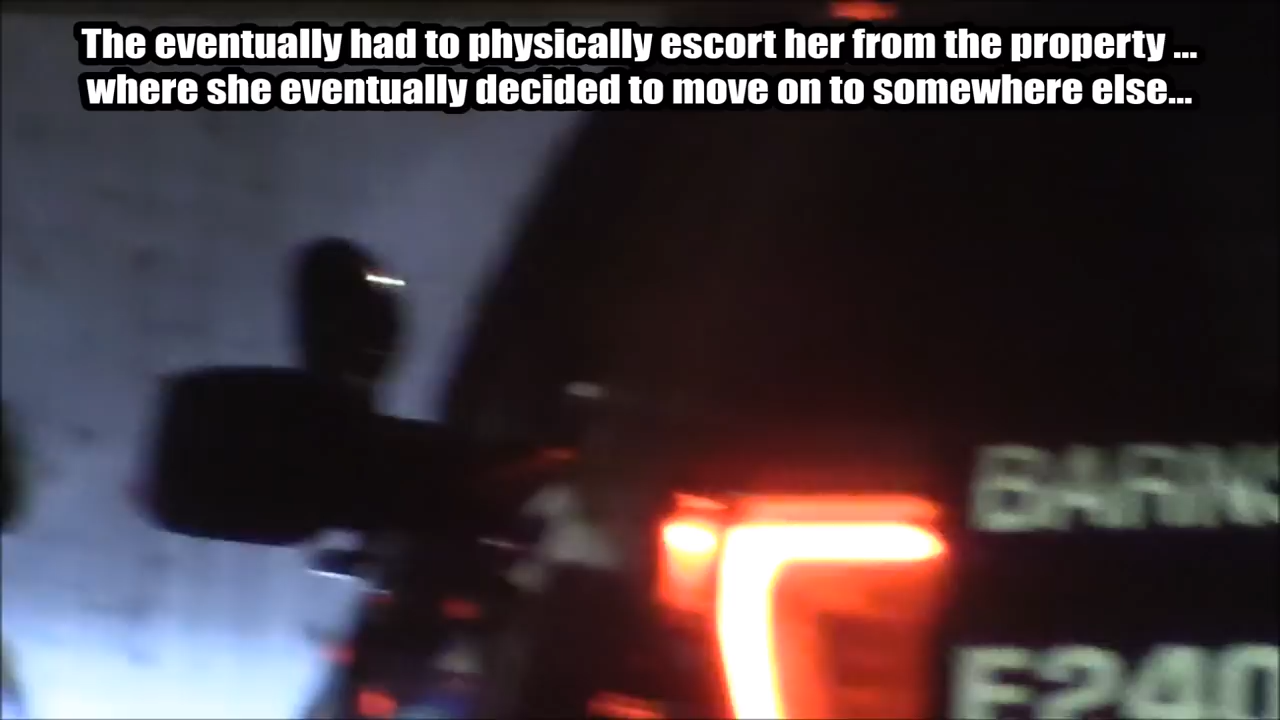 The eventually had to physically escort her from the property ...
where she eventually decided to move on to somewhere else...